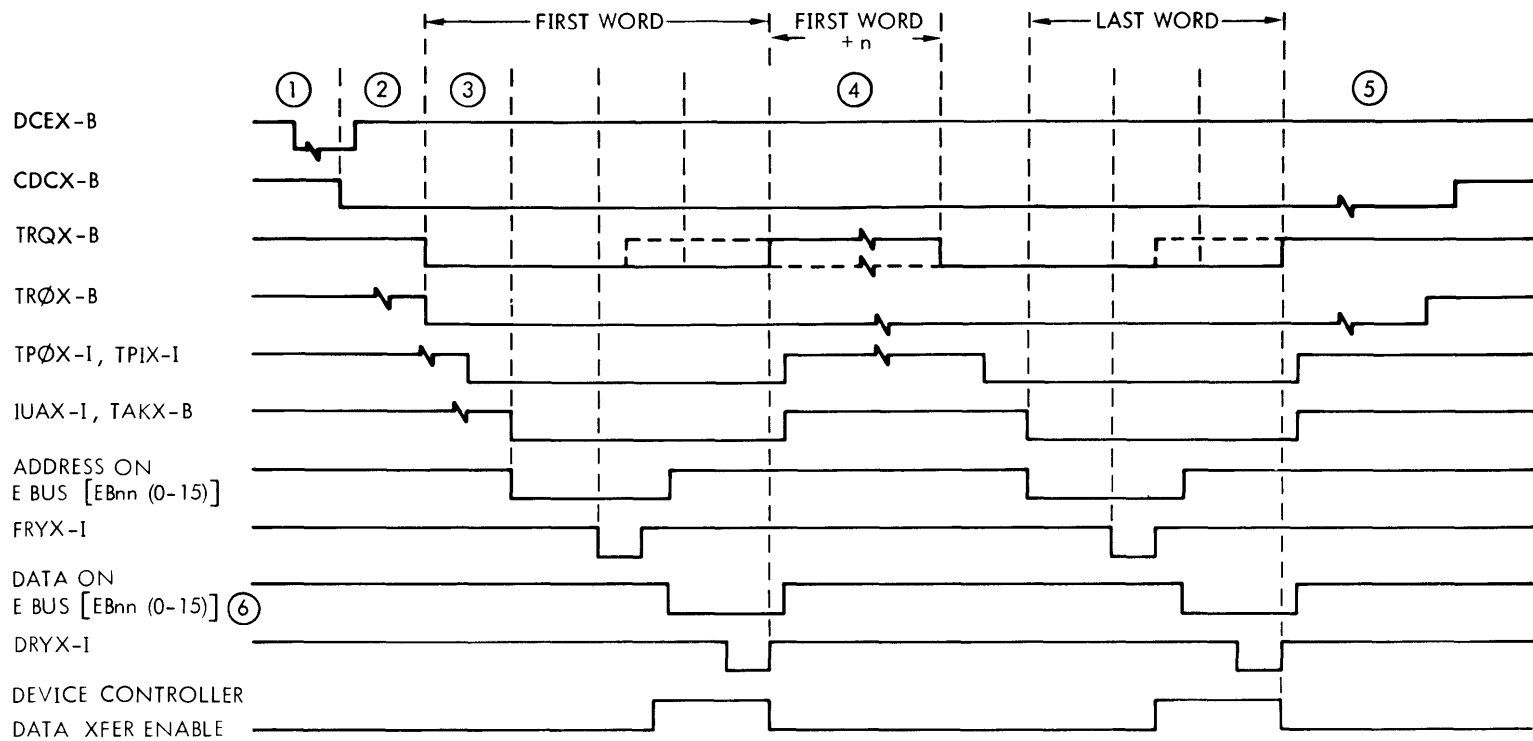 FIRST WORD
FIRST WORD
+ n
LAST WORD
1
2
3
4
5
DCEX-B
CDCX-B
TRQX-B
TRØX-B
TPØX-I, TPIX-I
IUAX-I, TAKX-B
ADDRESS ON
E BUS [EBnn (0-15)]
FRYX-I
DATA ON
E BUS [EBnn (0-15)] 6
DRYX-I
DEVICE CONTROLLER
DATA XFER ENABLE